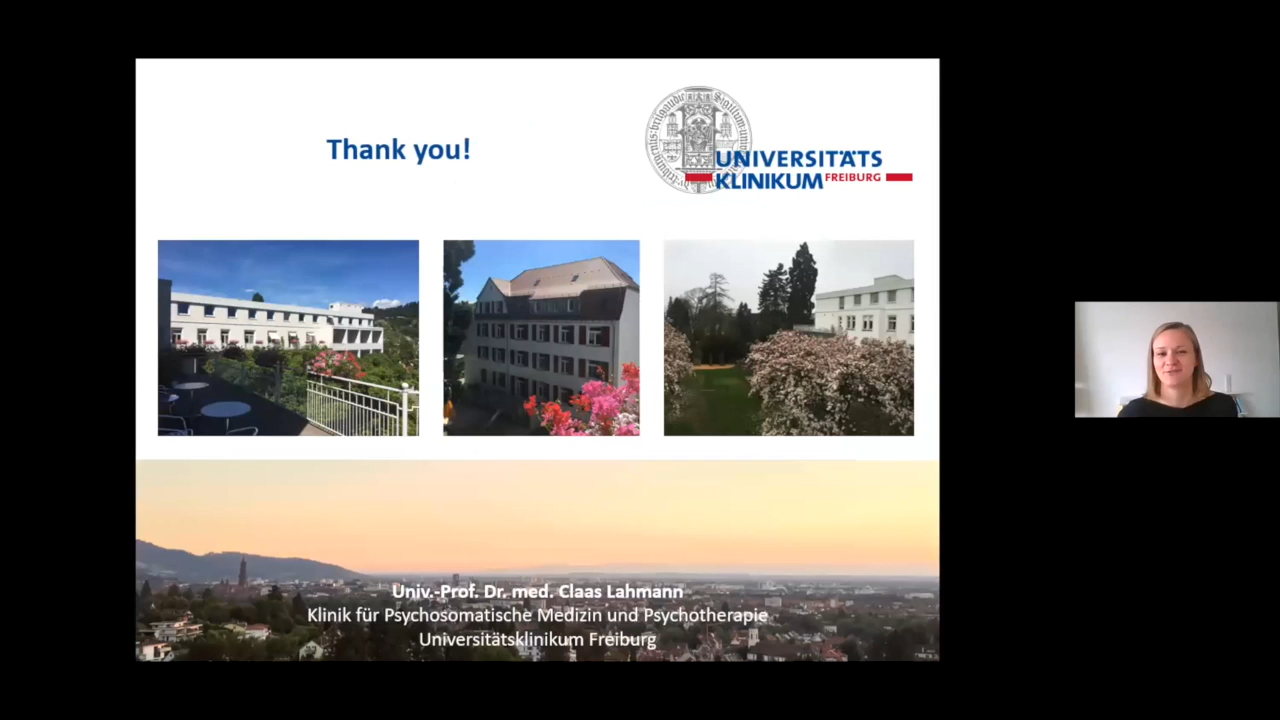 Thank you!
UNIVERSITÄTS
KLINIKUM FREIBURG
Univ.-Prof. Dr. med. Claas Lahmann
Klinik für Psychosomatische Medizin und Psychotherapie
Universitätsklinikum Freiburg